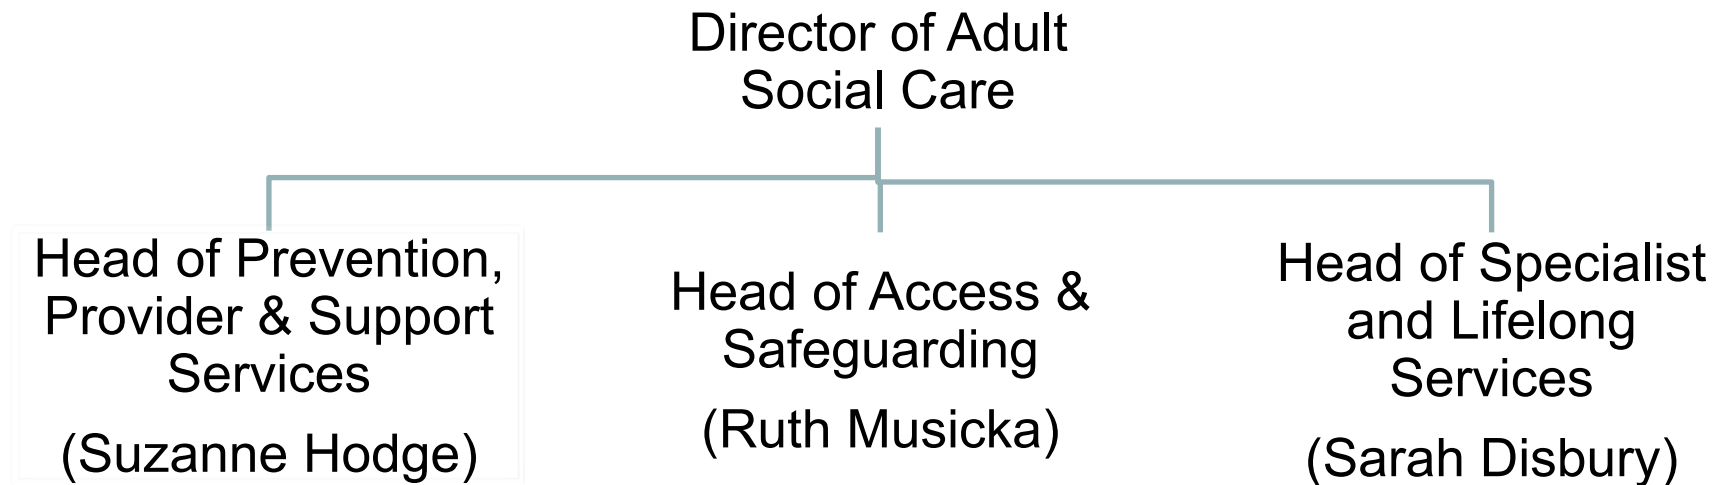 Director of Adult
Social Care
Head of Prevention,
Provider & Support
Services
(Suzanne Hodge)
Head of Access &
Safeguarding
(Ruth Musicka)
Head of Specialist
and Lifelong
Services
(Sarah Disbury)